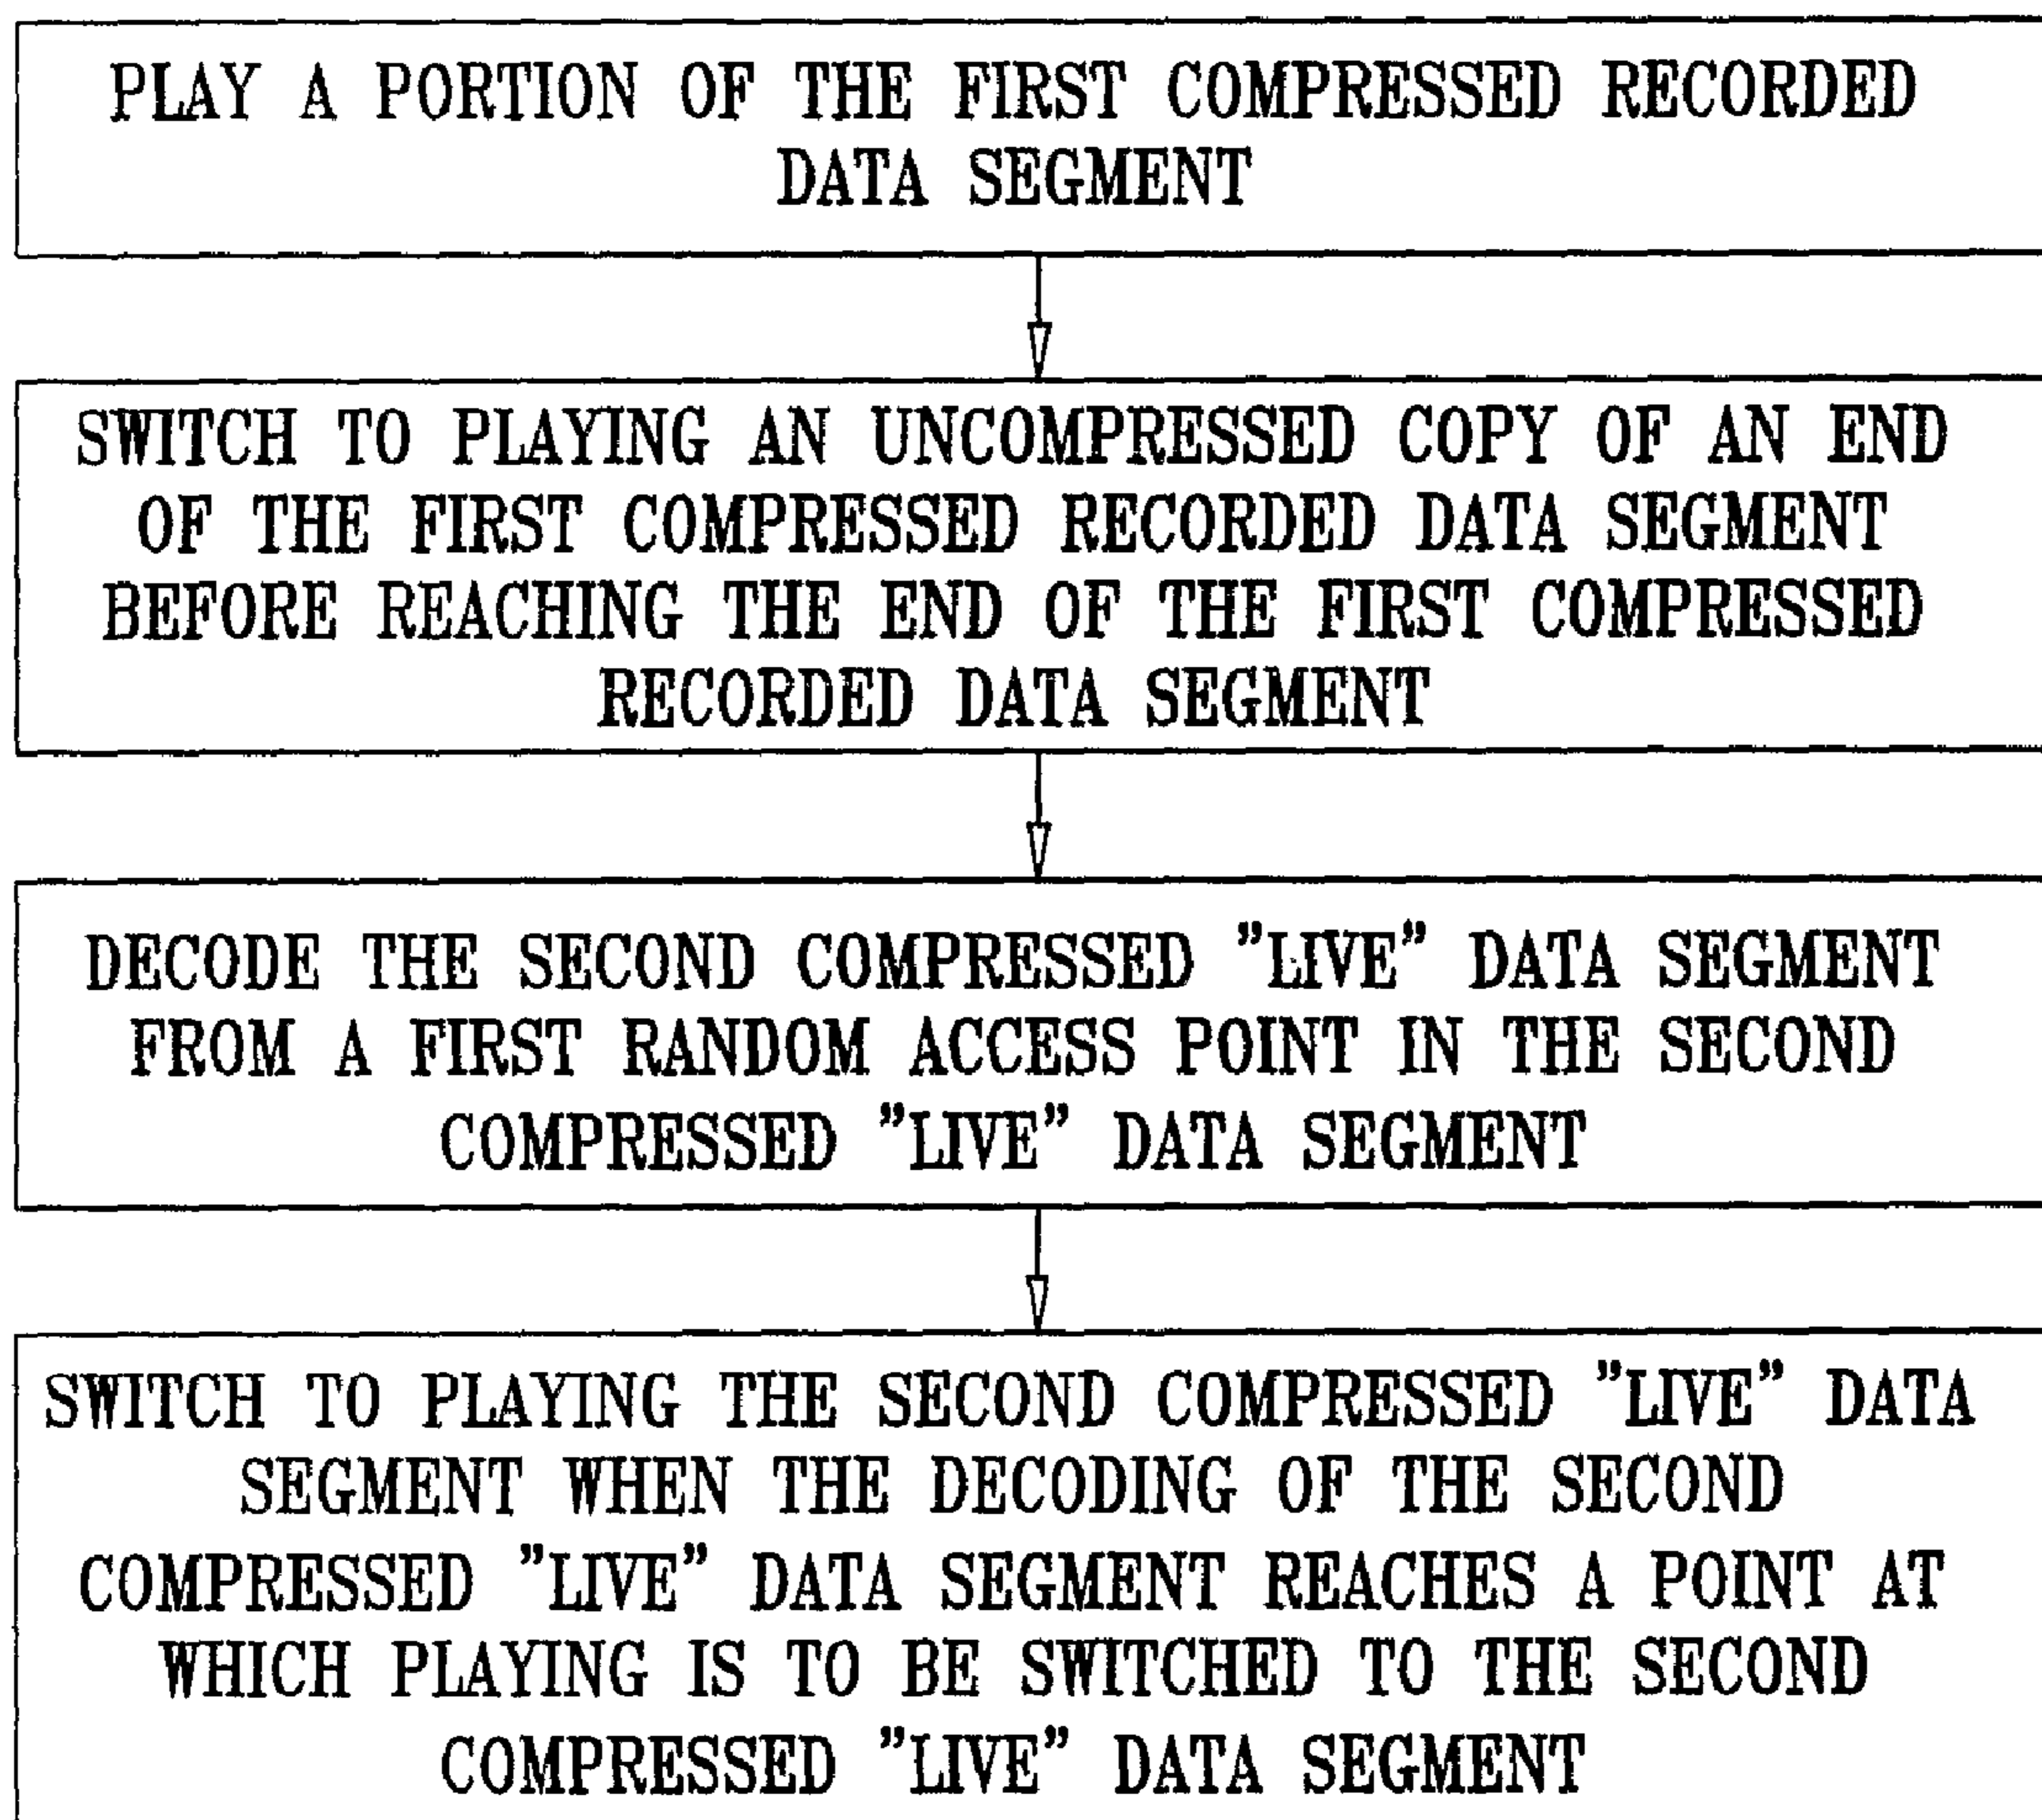 PLAY A PORTION OF THE FIRST COMPRESSED RECORDED
DATA SEGMENT
SWITCH TO PLAYING AN UNCOMPRESSED COPY OF AN END
OF THE FIRST COMPRESSED RECORDED DATA SEGMENT
BEFORE REACHING THE END OF THE FIRST COMPRESSED
RECORDED DATA SEGMENT
DECODE THE SECOND COMPRESSED ”LIVE” DATA SEGMENT
FROM A FIRST RANDOM ACCESS POINT IN THE SECOND
COMPRESSED ”LIVE” DATA SEGMENT
SWITCH TO PLAYING THE SECOND COMPRESSED ”LIVE” DATA
SEGMENT WHEN THE DECODING OF THE SECOND
COMPRESSED ”LIVE” DATA SEGMENT REACHES A POINT AT
WHICH PLAYING IS TO BE SWITCHED TO THE SECOND
COMPRESSED ”LIVE” DATA SEGMENT